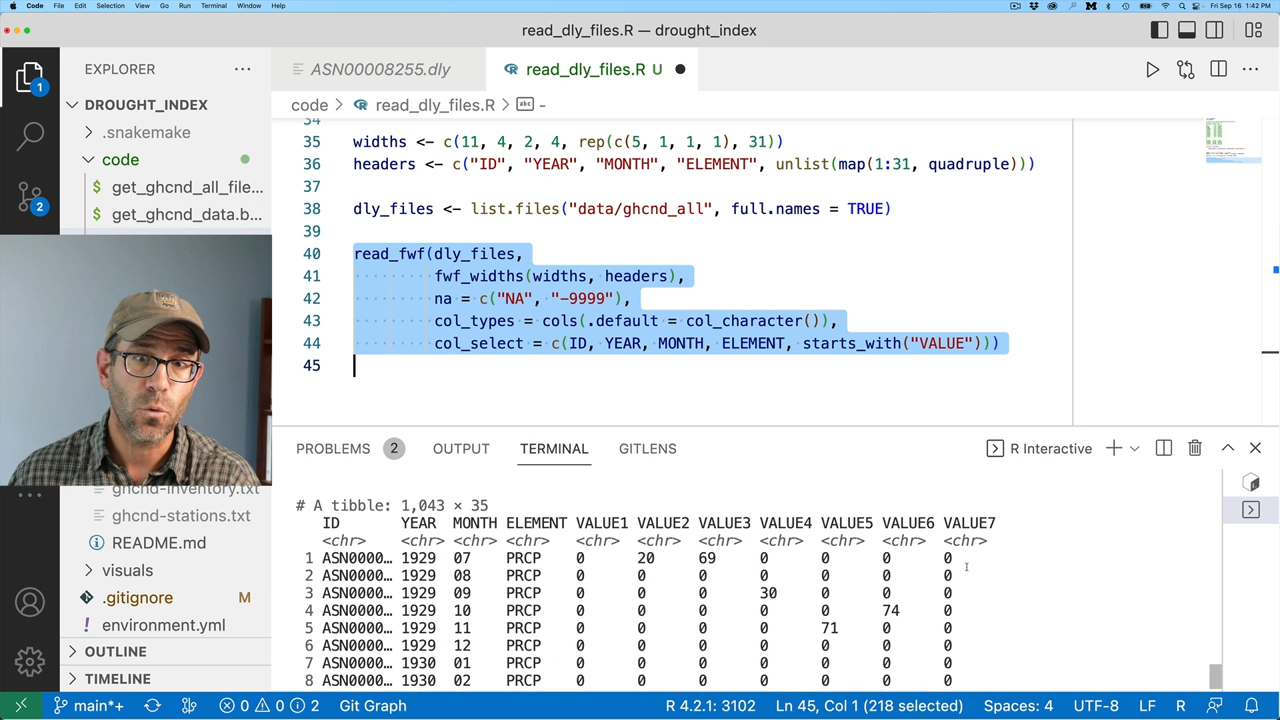 Code File Edit Selection View Go Run Terminal Window Help
Fri Sep 16 1:42 PM
read_dly_files.R — drought_index
EXPLORER
ASN00008255.dly
read_dly_files.R U
DROUGHT_INDEX
code > read_dly_files.R > abc -
.snakemake
code
get_ghcnd_all_file...
get_ghcnd_data.b...
1
2
34
35 widths <- c(11, 4, 2, 4, rep(c(5, 1, 1, 1), 31))
36 headers <- c("ID", "YEAR", "MONTH", "ELEMENT", unlist(map(1:31, quadruple)))
37
38 dly_files <- list.files("data/ghcnd_all", full.names = TRUE)
39
40 read_fwf(dly_files,
41 fwf_widths(widths, headers),
42 na = c("NA", "-9999"),
43 col_types = cols(.default = col_character()),
44 col_select = c(ID, YEAR, MONTH, ELEMENT, starts_with("VALUE")))
45
PROBLEMS 2 OUTPUT TERMINAL GITLENS
R Interactive
ghcnd-inventory.txt
ghcnd-stations.txt
README.md
visuals
.gitignore M
environment.yml
OUTLINE
TIMELINE
# A tibble: 1,043 × 35
ID YEAR MONTH ELEMENT VALUE1 VALUE2 VALUE3 VALUE4 VALUE5 VALUE6 VALUE7
<chr> <chr> <chr> <chr> <chr> <chr> <chr> <chr> <chr> <chr> <chr>
1 ASN0000… 1929 07 PRCP 0 20 69 0 0 0 0
2 ASN0000… 1929 08 PRCP 0 0 0 0 0 0 0
3 ASN0000… 1929 09 PRCP 0 0 0 30 0 0 0
4 ASN0000… 1929 10 PRCP 0 0 0 0 0 74 0
5 ASN0000… 1929 11 PRCP 0 0 0 0 71 0 0
6 ASN0000… 1929 12 PRCP 0 0 0 0 0 0 0
7 ASN0000… 1930 01 PRCP 0 0 0 0 0 0 0
8 ASN0000… 1930 02 PRCP 0 0 0 0 0 0 0
main*+ 0 0 2 Git Graph R 4.2.1: 3102 Ln 45, Col 1 (218 selected) Spaces: 4 UTF-8 LF R